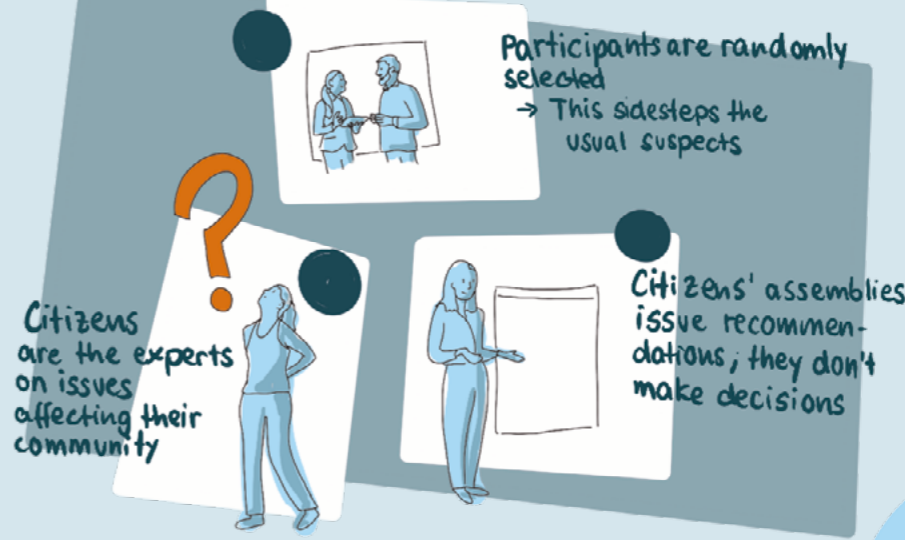 Participants are randomly
selected
→ This sidesteps the
usual suspects
?
Citizens
are the experts
on issues
affecting their
community
Citizens' assemblies
issue recommen-
dations, they don't
make decisions